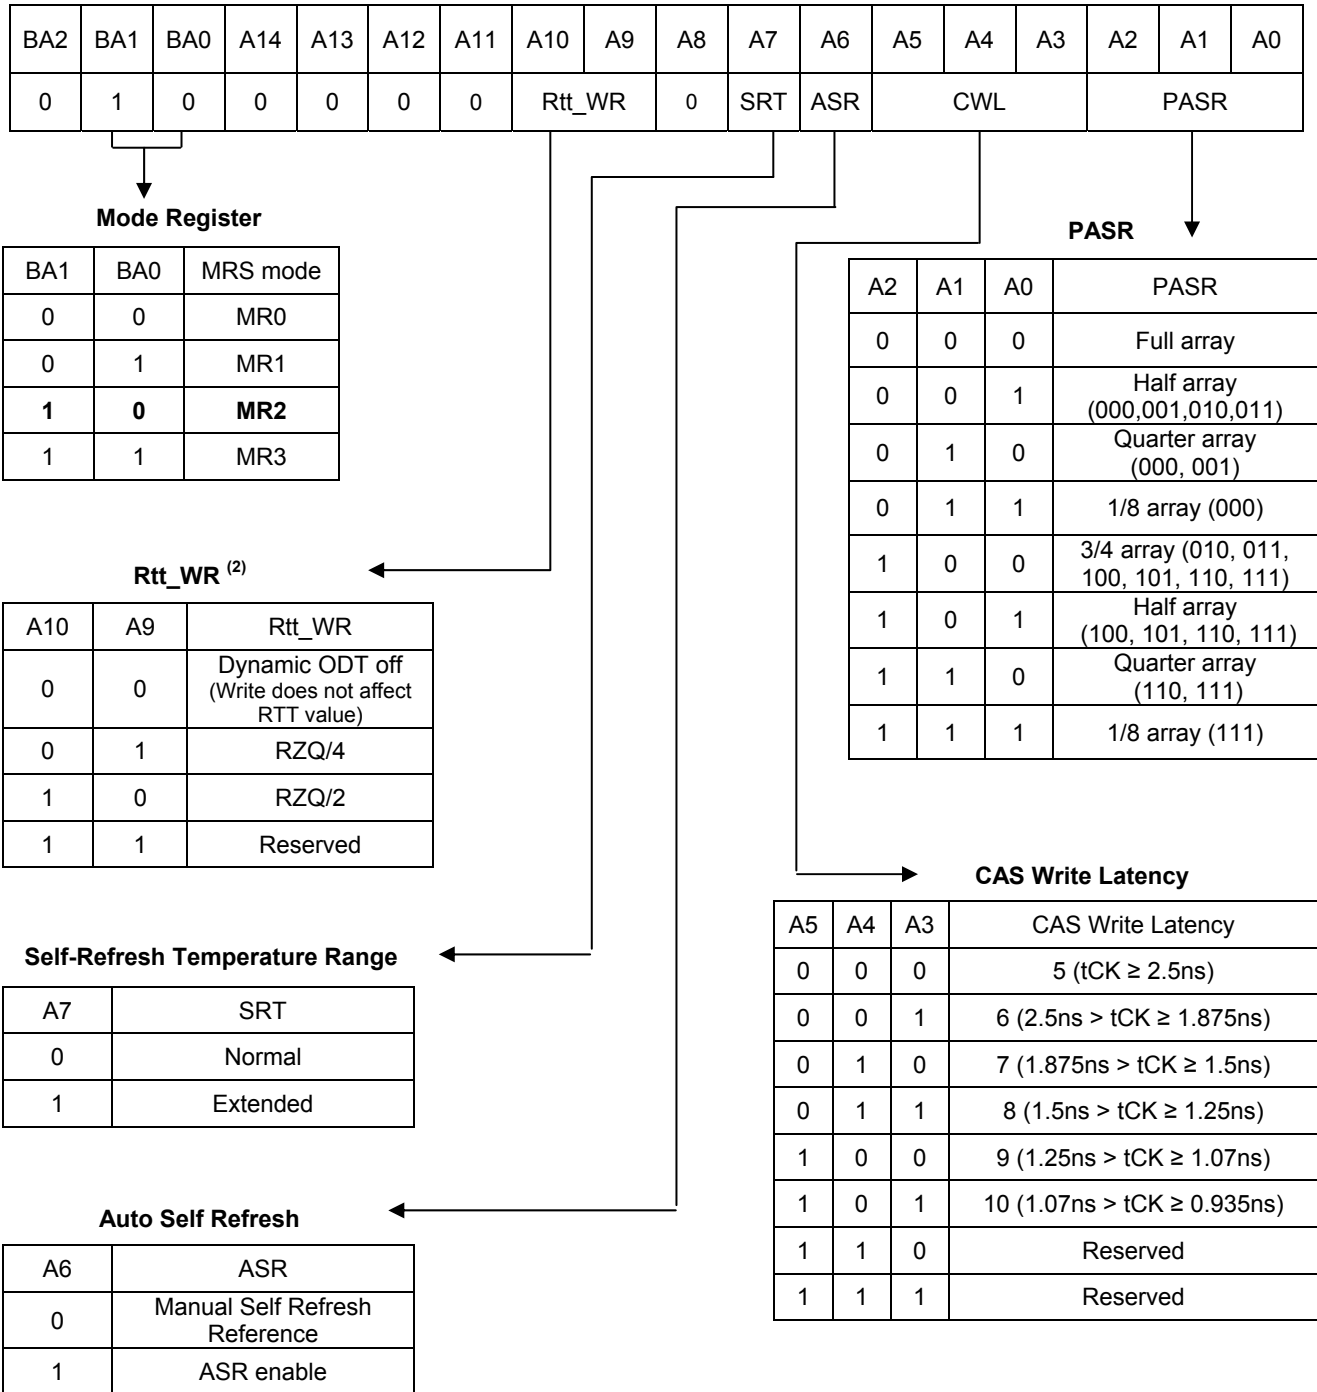 BA2 BA1 BA0 A14 A13 A12 A11 A10 A9 A8 A7 A6 A5 A4 A3 A2 A1 A0
0 1 0 0 0 0 0 Rtt_WR 0 SRT ASR CWL PASR
Mode Register
BA1 BA0 MRS mode
0 0 MR0
0 1 MR1
1 0 MR2
1 1 MR3
PASR
A2 A1 A0 PASR
0 0 0 Full array
0 0 1 Half array
(000,001,010,011)
0 1 0 Quarter array
(000, 001)
0 1 1 1/8 array (000)
1 0 0 3/4 array (010, 011,
100, 101, 110, 111)
1 0 1 Half array
(100, 101, 110, 111)
1 1 0 Quarter array
(110, 111)
1 1 1 1/8 array (111)
Rtt_WR (2)
A10 A9 Rtt_WR
0 0 Dynamic ODT off
(Write does not affect
RTT value)
0 1 RZQ/4
1 0 RZQ/2
1 1 Reserved
CAS Write Latency
A5 A4 A3 CAS Write Latency
0 0 0 5 (tCK ≥ 2.5ns)
0 0 1 6 (2.5ns > tCK ≥ 1.875ns)
0 1 0 7 (1.875ns > tCK ≥ 1.5ns)
0 1 1 8 (1.5ns > tCK ≥ 1.25ns)
1 0 0 9 (1.25ns > tCK ≥ 1.07ns)
1 0 1 10 (1.07ns > tCK ≥ 0.935ns)
1 1 0 Reserved
1 1 1 Reserved
Self-Refresh Temperature Range
A7 SRT
0 Normal
1 Extended
Auto Self Refresh
A6 ASR
0 Manual Self Refresh
Reference
1 ASR enable